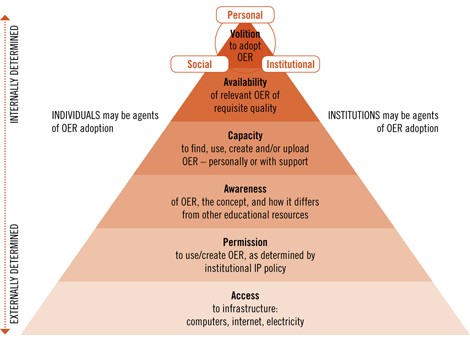 Personal
Volition
to adopt
OER
Social
Institutional
Availability
of relevant OER of
requisite quality
INDIVIDUALS may be agents
of OER adoption
INSTITUTIONS may be agents
of OER adoption
Capacity
to find, use, create and/or upload
OER – personally or with support
Awareness
of OER, the concept, and how it differs
from other educational resources
Permission
to use/create OER, as determined by
institutional IP policy
Access
to infrastructure:
computers, internet, electricity
INTERNALLY DETERMINED
EXTERNALLY DETERMINED